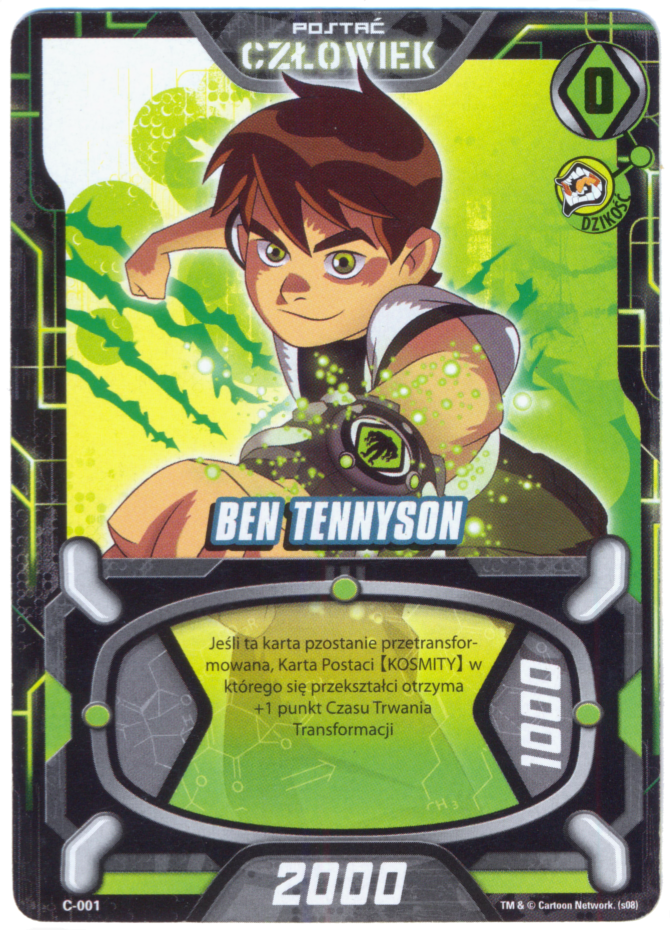 POSTAĆ
CZŁOWIEK
0
DZIKOŚĆ
BEN TENNYSON
Jeśli ta karta pzostanie przetransfor-
mowana, Karta Postaci【KOSMITY】w
którego się przekształci otrzyma
+1 punkt Czasu Trwania
Transformacji
1000
CH3
2000
C-001
TM & © Cartoon Network. (s08)